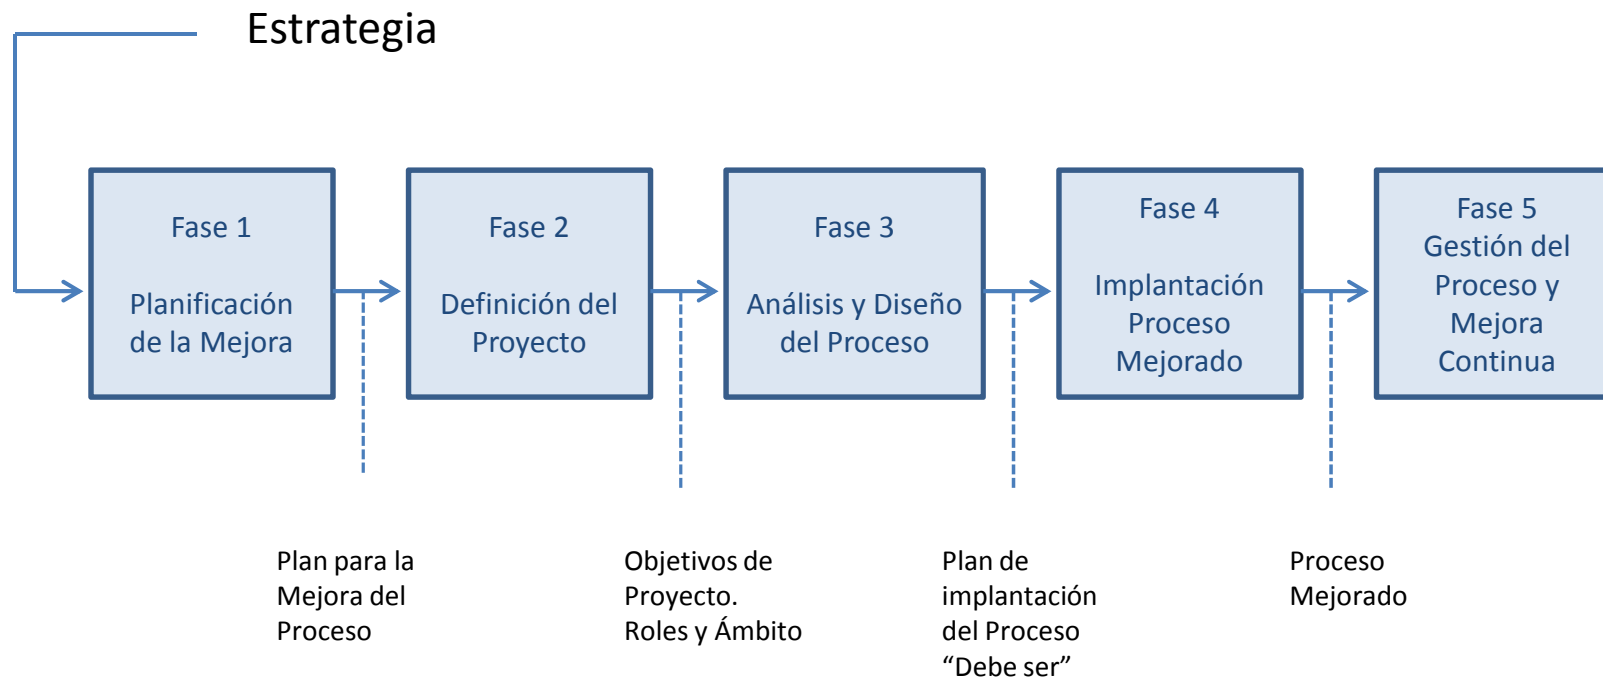 Estrategia
Fase 1
Planificación
de la Mejora
Fase 2
Definición del
Proyecto
Fase 3
Análisis y Diseño
del Proceso
Fase 4
Implantación
Proceso
Mejorado
Fase 5
Gestión del
Proceso y
Mejora
Continua
Plan para la
Mejora del
Proceso
Objetivos de
Proyecto.
Roles y Ámbito
Plan de
implantación
del Proceso
“Debe ser”
Proceso
Mejorado